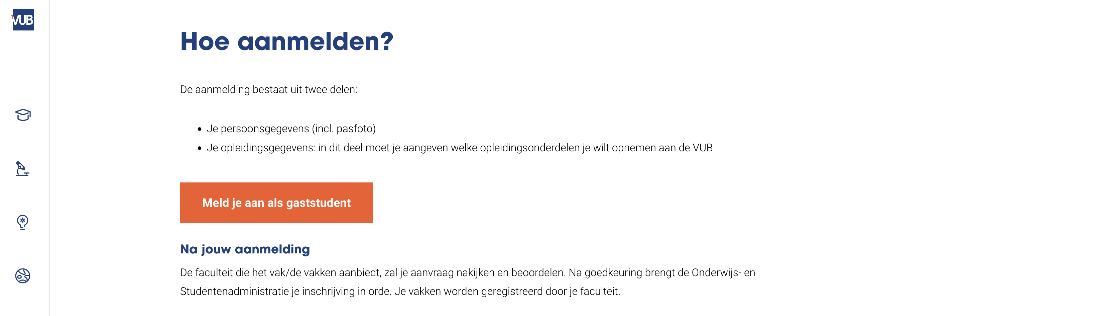 VUB
Hoe aanmelden?
De aanmelding bestaat uit twee delen:
Je persoonsgegevens (incl. pasfoto)
Je opleidingsgegevens: in dit deel moet je aangeven welke opleidingsonderdelen je wilt opnemen aan de VUB
Meld je aan als gaststudent
Na jouw aanmelding
De faculteit die het vak/de vakken aanbiedt, zal je aanvraag nakijken en beoordelen. Na goedkeuring brengt de Onderwijs- en
Studentenadministratie je inschrijving in orde. Je vakken worden geregistreerd door je faculteit.